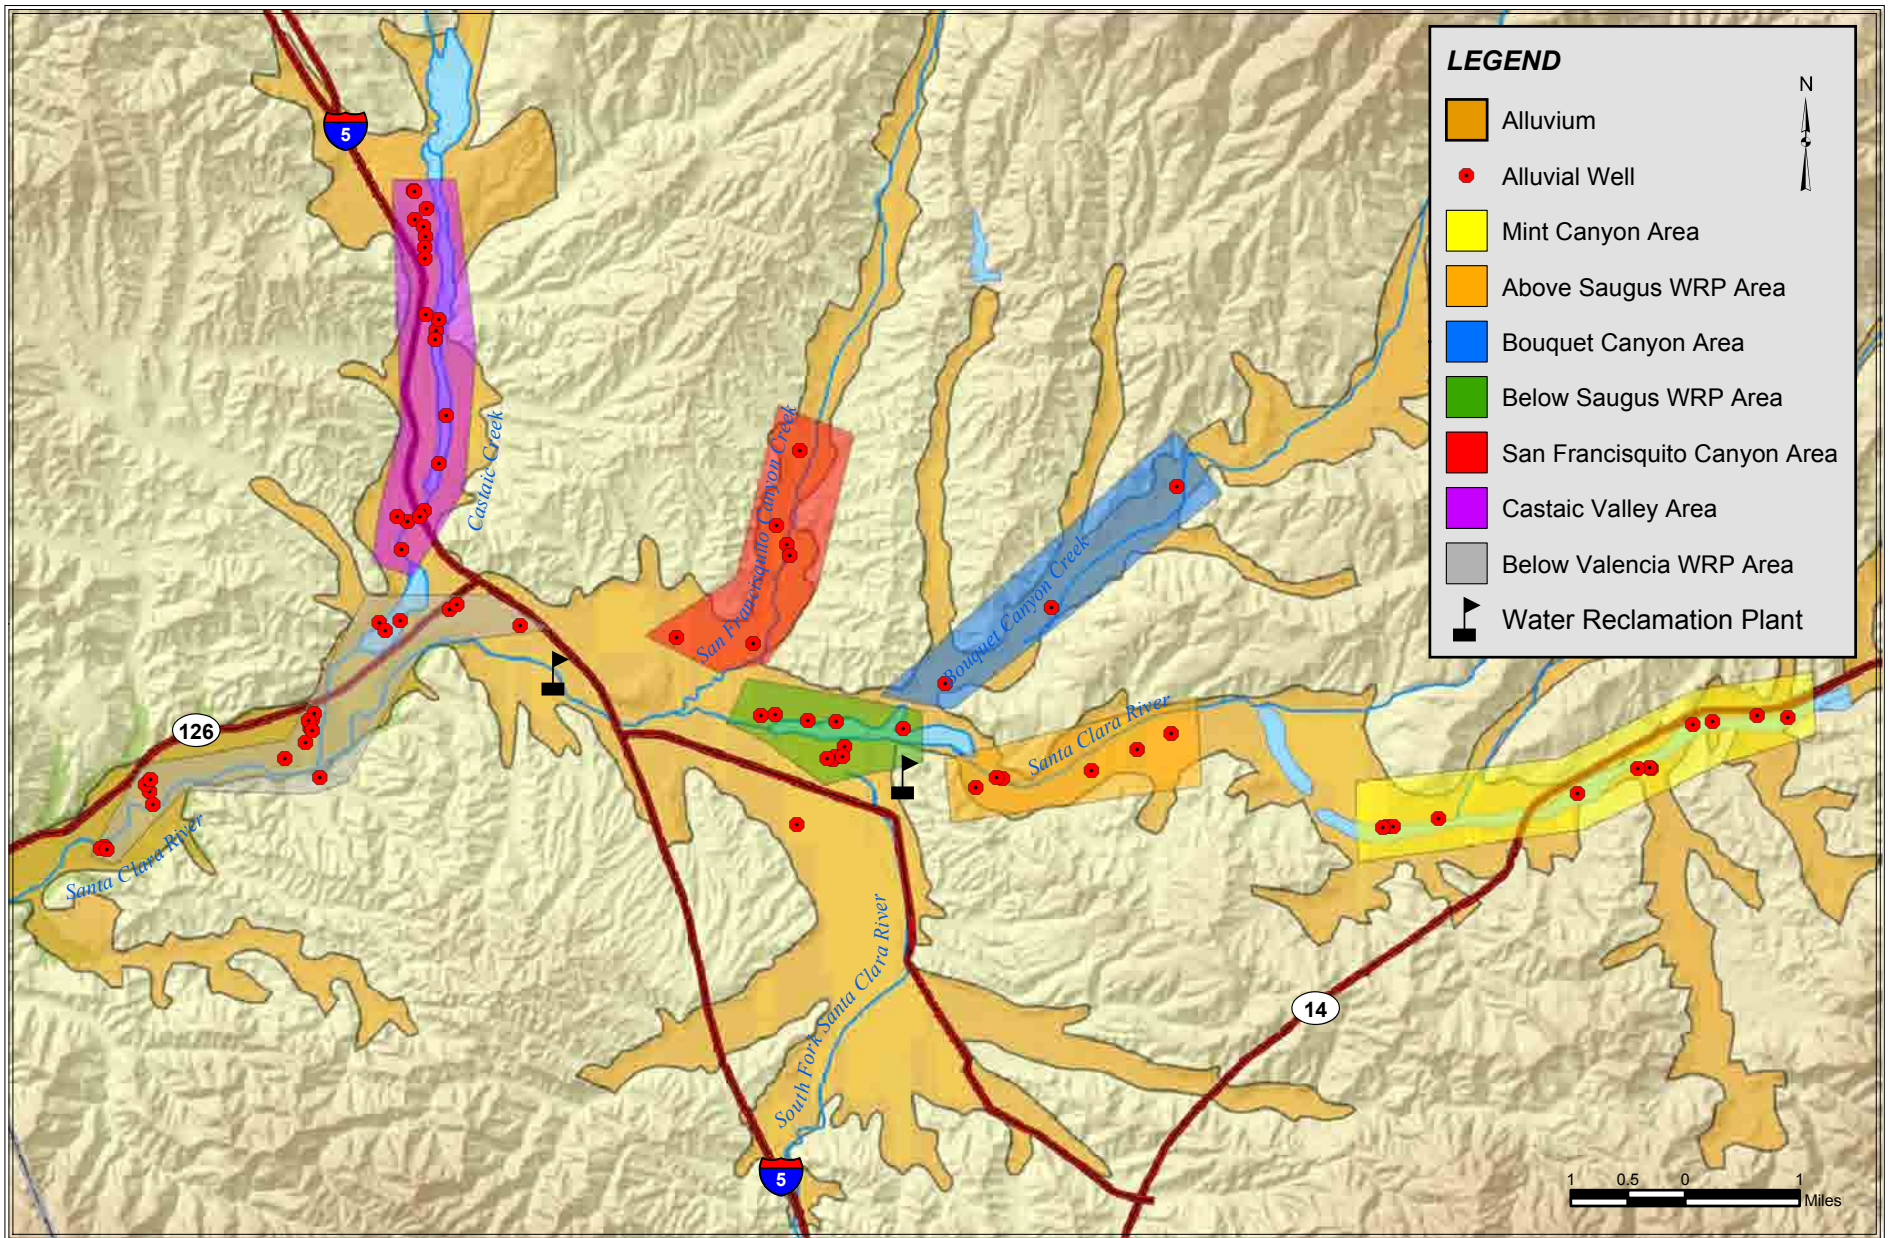 LEGEND
N
Alluvium
Alluvial Well
Mint Canyon Area
Above Saugus WRP Area
Bouquet Canyon Area
Below Saugus WRP Area
San Francisquito Canyon Area
Castaic Valley Area
Below Valencia WRP Area
Water Reclamation Plant
5
Castaic Creek
San Francisquito Canyon Creek
Bouquet Canyon Creek
Santa Clara River
126
Santa Clara River
South Fork Santa Clara River
14
5
1 0.5 0 1
Miles